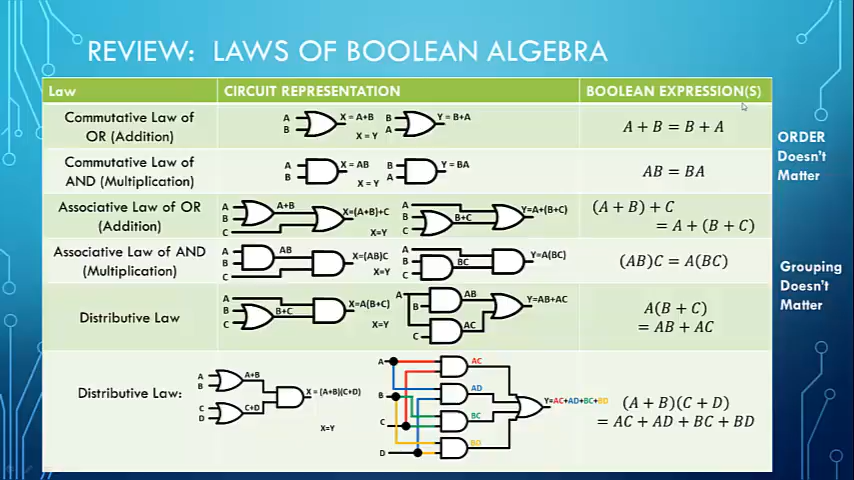 REVIEW: LAWS OF BOOLEAN ALGEBRA
Law
CIRCUIT REPRESENTATION
BOOLEAN EXPRESSION(S)
Commutative Law of
OR (Addition)
A
B
X = A+B
X = Y
B
A
Y = B+A
A + B = B + A
ORDER
Doesn't
Matter
Commutative Law of
AND (Multiplication)
A
B
X = AB
X = Y
B
A
Y = BA
AB = BA
Associative Law of OR
(Addition)
A
B
C
A+B
X=(A+B)+C
X=Y
A
B
C
B+C
Y=A+(B+C)
(A + B) + C
= A + (B + C)
Associative Law of AND
(Multiplication)
A
B
C
AB
X=(AB)C
X=Y
A
B
C
BC
Y=A(BC)
(AB)C = A(BC)
Grouping
Doesn't
Matter
Distributive Law
A
B
C
B+C
X=A(B+C)
X=Y
A
B
C
AB
AC
Y=AB+AC
A(B + C)
= AB + AC
Distributive Law:
A
B
C
D
A+B
C+D
X = (A+B)(C+D)
X=Y
A
B
C
D
AC
AD
BC
BD
Y=AC+AD+BC+BD
(A + B)(C + D)
= AC + AD + BC + BD